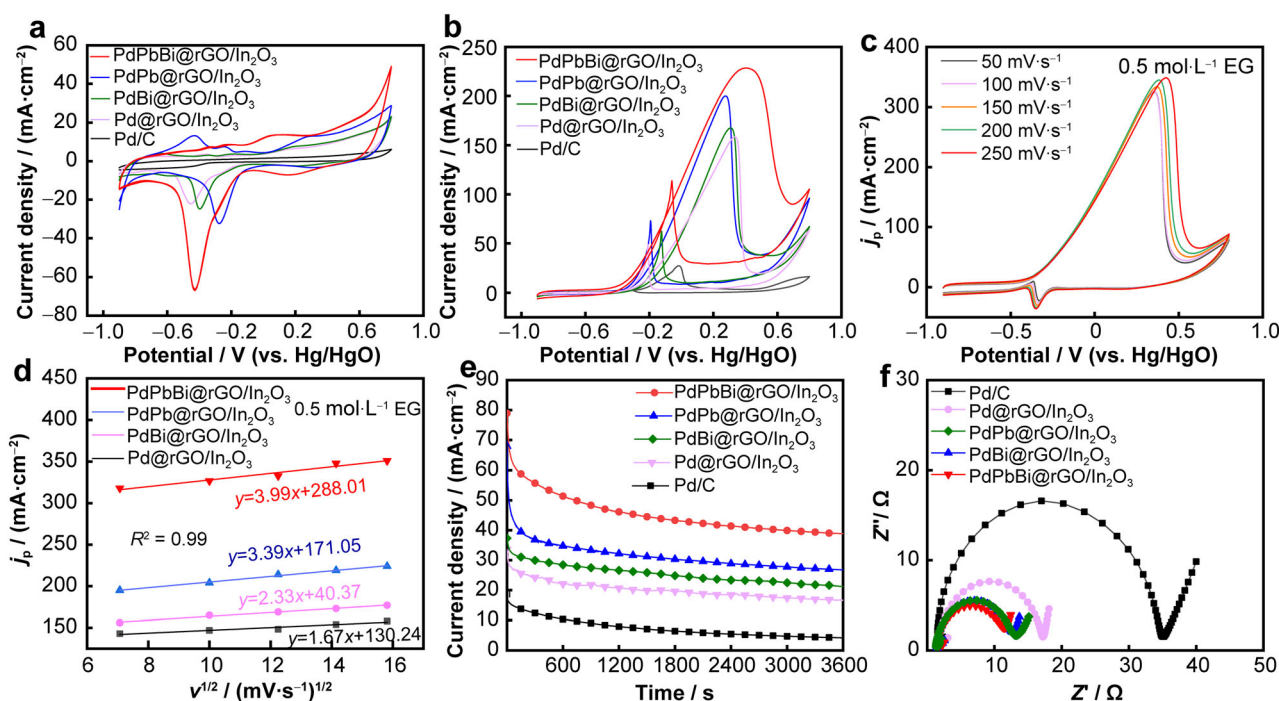 a
60
40
20
0
−20
−40
−60
−80
Current density / (mA·cm⁻²)
PdPbBi@rGO/In₂O₃
PdPb@rGO/In₂O₃
PdBi@rGO/In₂O₃
Pd@rGO/In₂O₃
Pd/C
−1.0 −0.6 −0.2 0.2 0.6 1.0
Potential / V (vs. Hg/HgO)
b
250
200
150
100
50
0
Current density / (mA·cm⁻²)
PdPbBi@rGO/In₂O₃
PdPb@rGO/In₂O₃
PdBi@rGO/In₂O₃
Pd@rGO/In₂O₃
Pd/C
−1.0 −0.6 −0.2 0.2 0.6 1.0
Potential / V (vs. Hg/HgO)
c
400
300
200
100
0
jₚ / (mA·cm⁻²)
50 mV·s⁻¹
100 mV·s⁻¹
150 mV·s⁻¹
200 mV·s⁻¹
250 mV·s⁻¹
0.5 mol·L⁻¹ EG
−1.0 −0.5 0 0.5 1.0
Potential / V (vs. Hg/HgO)
d
450
400
350
300
250
200
150
jₚ / (mA·cm⁻²)
PdPbBi@rGO/In₂O₃
PdPb@rGO/In₂O₃
PdBi@rGO/In₂O₃
Pd@rGO/In₂O₃
0.5 mol·L⁻¹ EG
y=3.99x+288.01
R² = 0.99
y=3.39x+171.05
y=2.33x+40.37
y=1.67x+130.24
6 8 10 12 14 16
v¹ᐟ² / (mV·s⁻¹)¹ᐟ²
e
90
80
70
60
50
40
30
20
10
0
Current density / (mA·cm⁻²)
PdPbBi@rGO/In₂O₃
PdPb@rGO/In₂O₃
PdBi@rGO/In₂O₃
Pd@rGO/In₂O₃
Pd/C
600 1200 1800 2400 3000 3600
Time / s
f
30
15
0
Z'' / Ω
Pd/C
Pd@rGO/In₂O₃
PdPb@rGO/In₂O₃
PdBi@rGO/In₂O₃
PdPbBi@rGO/In₂O₃
0 10 20 30 40 50
Z' / Ω